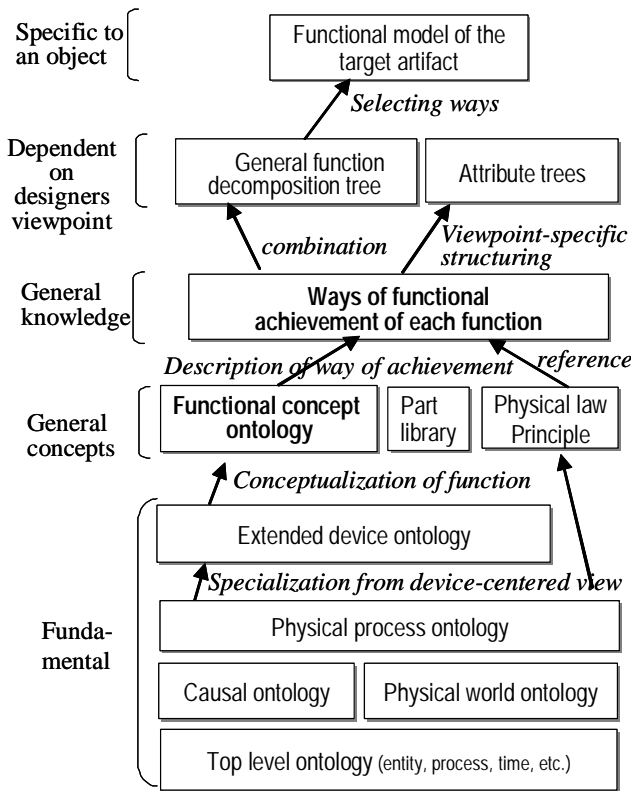 Specific to
an object
Functional model of the
target artifact
Selecting ways
Dependent
on
designers
viewpoint
General function
decomposition tree
Attribute trees
combination
Viewpoint-specific
structuring
General
knowledge
Ways of functional
achievement of each function
Description of way of achievement
reference
General
concepts
Functional concept
ontology
Part
library
Physical law
Principle
Conceptualization of function
Extended device ontology
Specialization from device-centered view
Funda-
mental
Physical process ontology
Causal ontology
Physical world ontology
Top level ontology (entity, process, time, etc.)